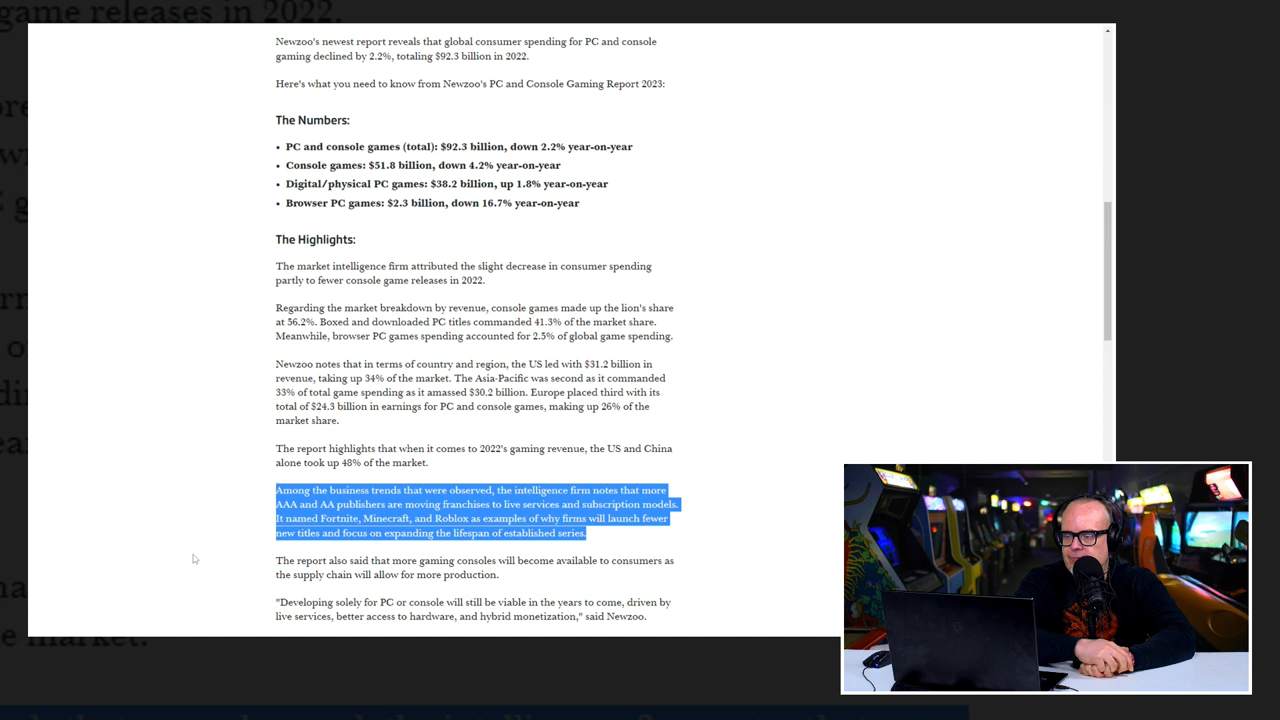 game releases in 2022.
Newzoo's newest report reveals that global consumer spending for PC and console
gaming declined by 2.2%, totaling $92.3 billion in 2022.
Here's what you need to know from Newzoo's PC and Console Gaming Report 2023:
The Numbers:
• PC and console games (total): $92.3 billion, down 2.2% year-on-year
• Console games: $51.8 billion, down 4.2% year-on-year
• Digital/physical PC games: $38.2 billion, up 1.8% year-on-year
• Browser PC games: $2.3 billion, down 16.7% year-on-year
The Highlights:
The market intelligence firm attributed the slight decrease in consumer spending
partly to fewer console game releases in 2022.
Regarding the market breakdown by revenue, console games made up the lion's share
at 56.2%. Boxed and downloaded PC titles commanded 41.3% of the market share.
Meanwhile, browser PC games spending accounted for 2.5% of global game spending.
Newzoo notes that in terms of country and region, the US led with $31.2 billion in
revenue, taking up 34% of the market. The Asia-Pacific was second as it commanded
33% of total game spending as it amassed $30.2 billion. Europe placed third with its
total of $24.3 billion in earnings for PC and console games, making up 26% of the
market share.
The report highlights that when it comes to 2022's gaming revenue, the US and China
alone took up 48% of the market.
Among the business trends that were observed, the intelligence firm notes that more
AAA and AA publishers are moving franchises to live services and subscription models.
It named Fortnite, Minecraft, and Roblox as examples of why firms will launch fewer
new titles and focus on expanding the lifespan of established series.
The report also said that more gaming consoles will become available to consumers as
the supply chain will allow for more production.
"Developing solely for PC or console will still be viable in the years to come, driven by
live services, better access to hardware, and hybrid monetization," said Newzoo.
e market.